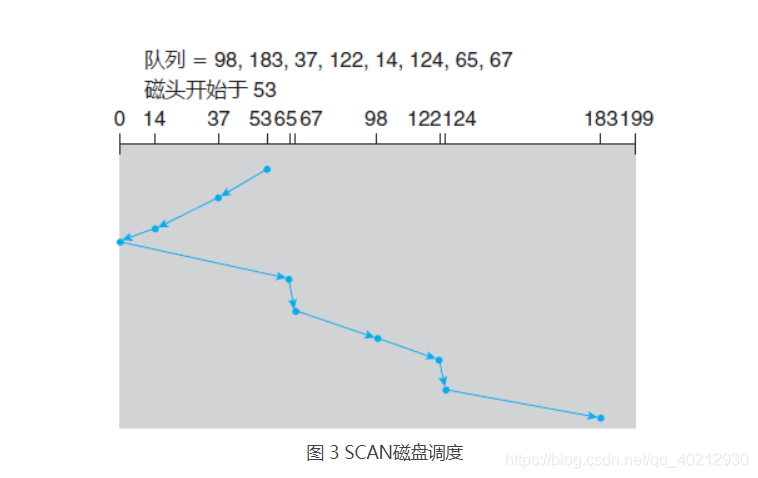 队列 = 98, 183, 37, 122, 14, 124, 65, 67
磁头开始于 53
0 14 37 53 65 67 98 122 124 183 199
图 3 SCAN磁盘调度
https://blog.csdn.net/qq_40212930